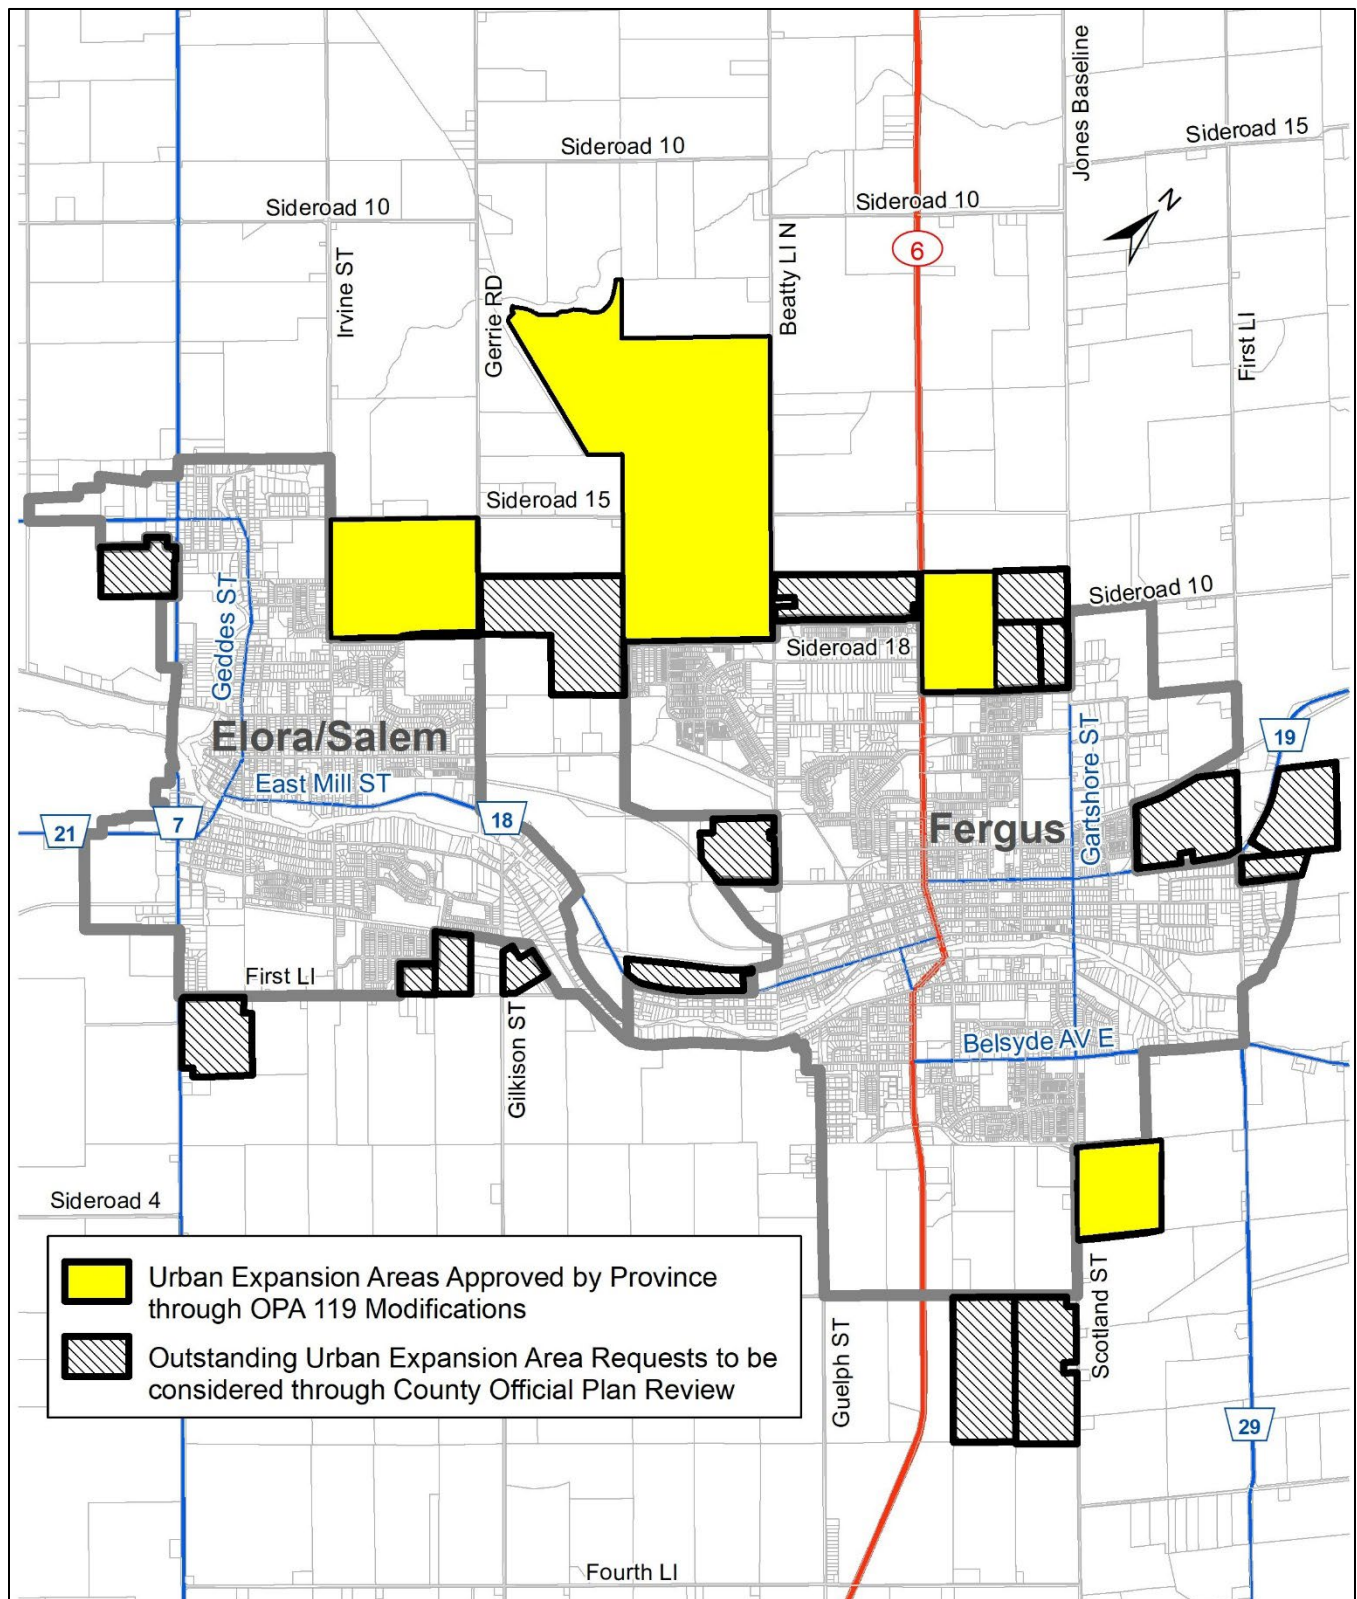 Jones Baseline
Sideroad 15
Sideroad 10
Sideroad 10
Sideroad 10
N
6
Irvine ST
Gerrie RD
Beatty LI N
First LI
Sideroad 15
Sideroad 10
Geddes ST
Sideroad 18
Elora/Salem
Gartshore ST
19
East Mill ST
21
7
18
Fergus
First LI
Gilkison ST
Belsyde AV E
Sideroad 4
Urban Expansion Areas Approved by Province
through OPA 119 Modifications
Outstanding Urban Expansion Area Requests to be
considered through County Official Plan Review
Guelph ST
Scotland ST
29
Fourth LI